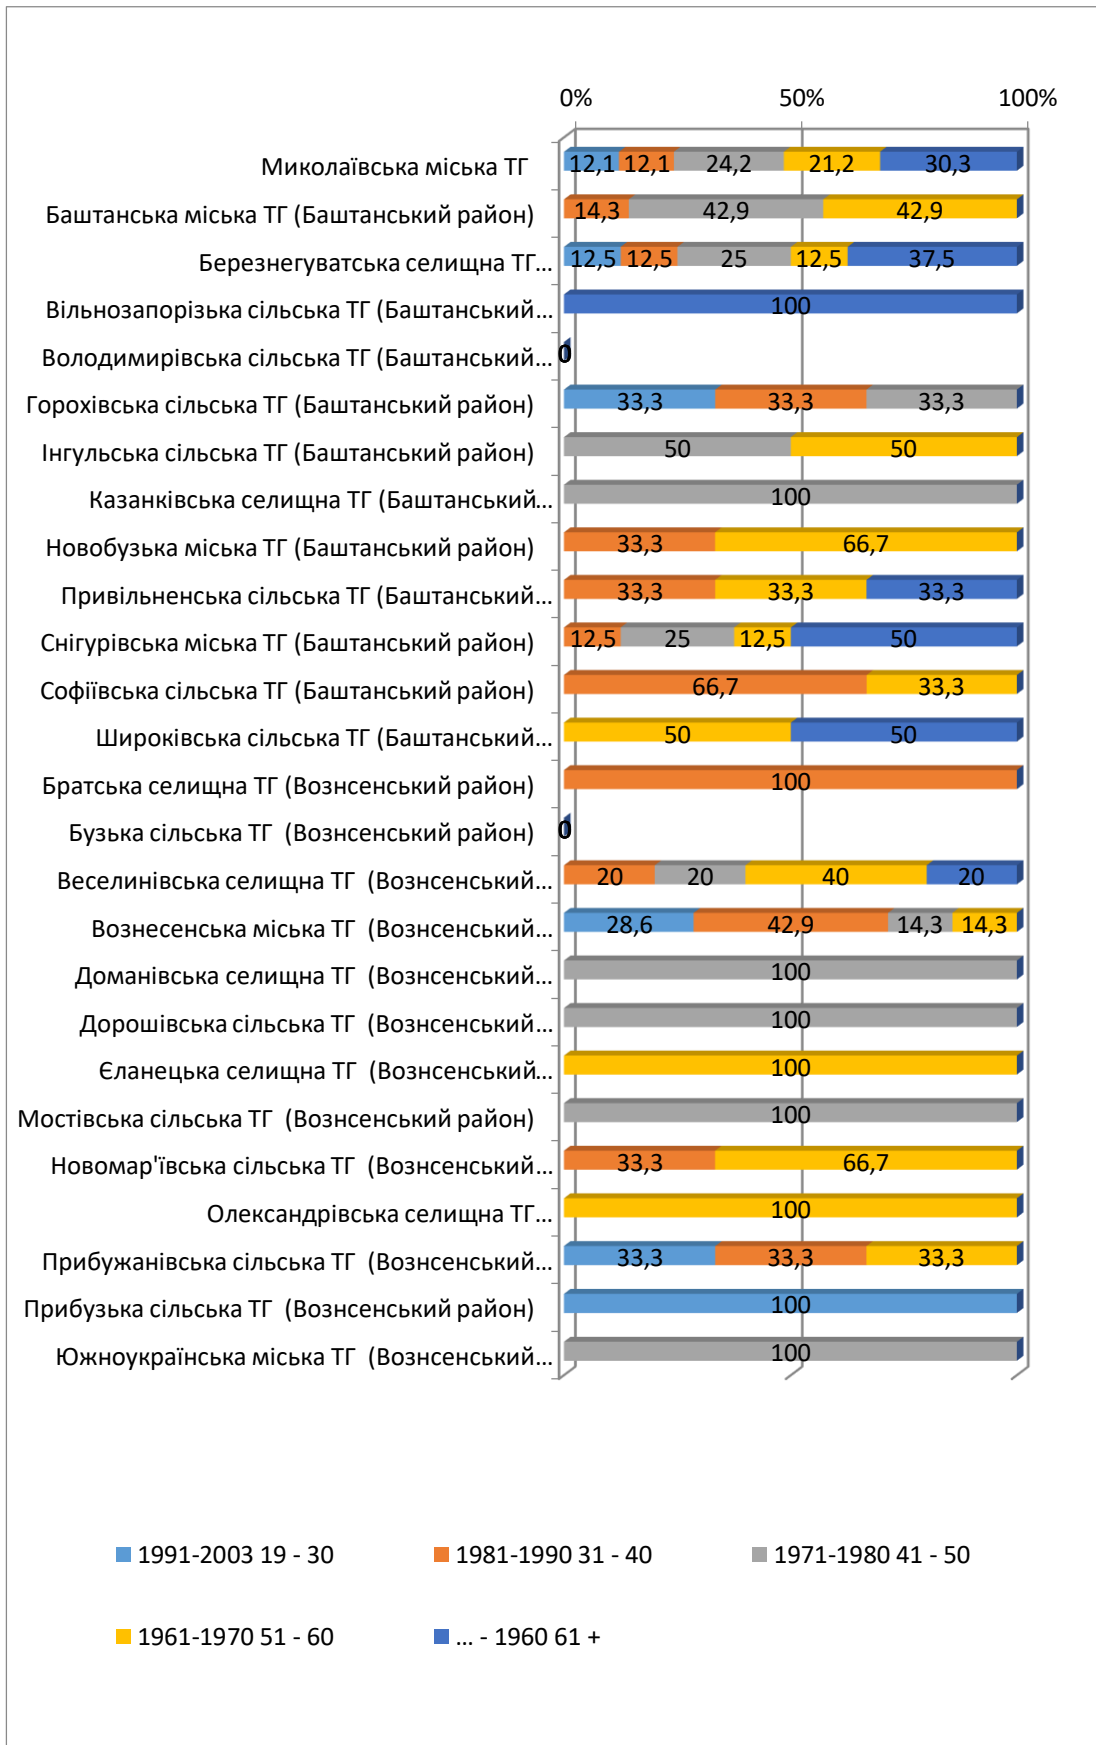 0% 50% 100%
Миколаївська міська ТГ 12,1 12,1 24,2 21,2 30,3
Баштанська міська ТГ (Баштанський район) 14,3 42,9 42,9
Березнегуватська селищна ТГ... 12,5 12,5 25 12,5 37,5
Вільнозапорізька сільська ТГ (Баштанський... 100
Володимирівська сільська ТГ (Баштанський... 0
Горохівська сільська ТГ (Баштанський район) 33,3 33,3 33,3
Інгульська сільська ТГ (Баштанський район) 50 50
Казанківська селищна ТГ (Баштанський... 100
Новобузька міська ТГ (Баштанський район) 33,3 66,7
Привільненська сільська ТГ (Баштанський... 33,3 33,3 33,3
Снігурівська міська ТГ (Баштанський район) 12,5 25 12,5 50
Софіївська сільська ТГ (Баштанський район) 66,7 33,3
Широківська сільська ТГ (Баштанський... 50 50
Братська селищна ТГ (Вознсенський район) 100
Бузька сільська ТГ (Вознсенський район) 0
Веселинівська селищна ТГ (Вознсенський... 20 20 40 20
Вознесенська міська ТГ (Вознсенський... 28,6 42,9 14,3 14,3
Доманівська селищна ТГ (Вознсенський... 100
Дорошівська сільська ТГ (Вознсенський... 100
Єланецька селищна ТГ (Вознсенський... 100
Мостівська сільська ТГ (Вознсенський район) 100
Новомар'ївська сільська ТГ (Вознсенський... 33,3 66,7
Олександрівська селищна ТГ... 100
Прибужанівська сільська ТГ (Вознсенський... 33,3 33,3 33,3
Прибузька сільська ТГ (Вознсенський район) 100
Южноукраїнська міська ТГ (Вознсенський... 100
1991-2003 19 - 30 1981-1990 31 - 40 1971-1980 41 - 50
1961-1970 51 - 60 ... - 1960 61 +